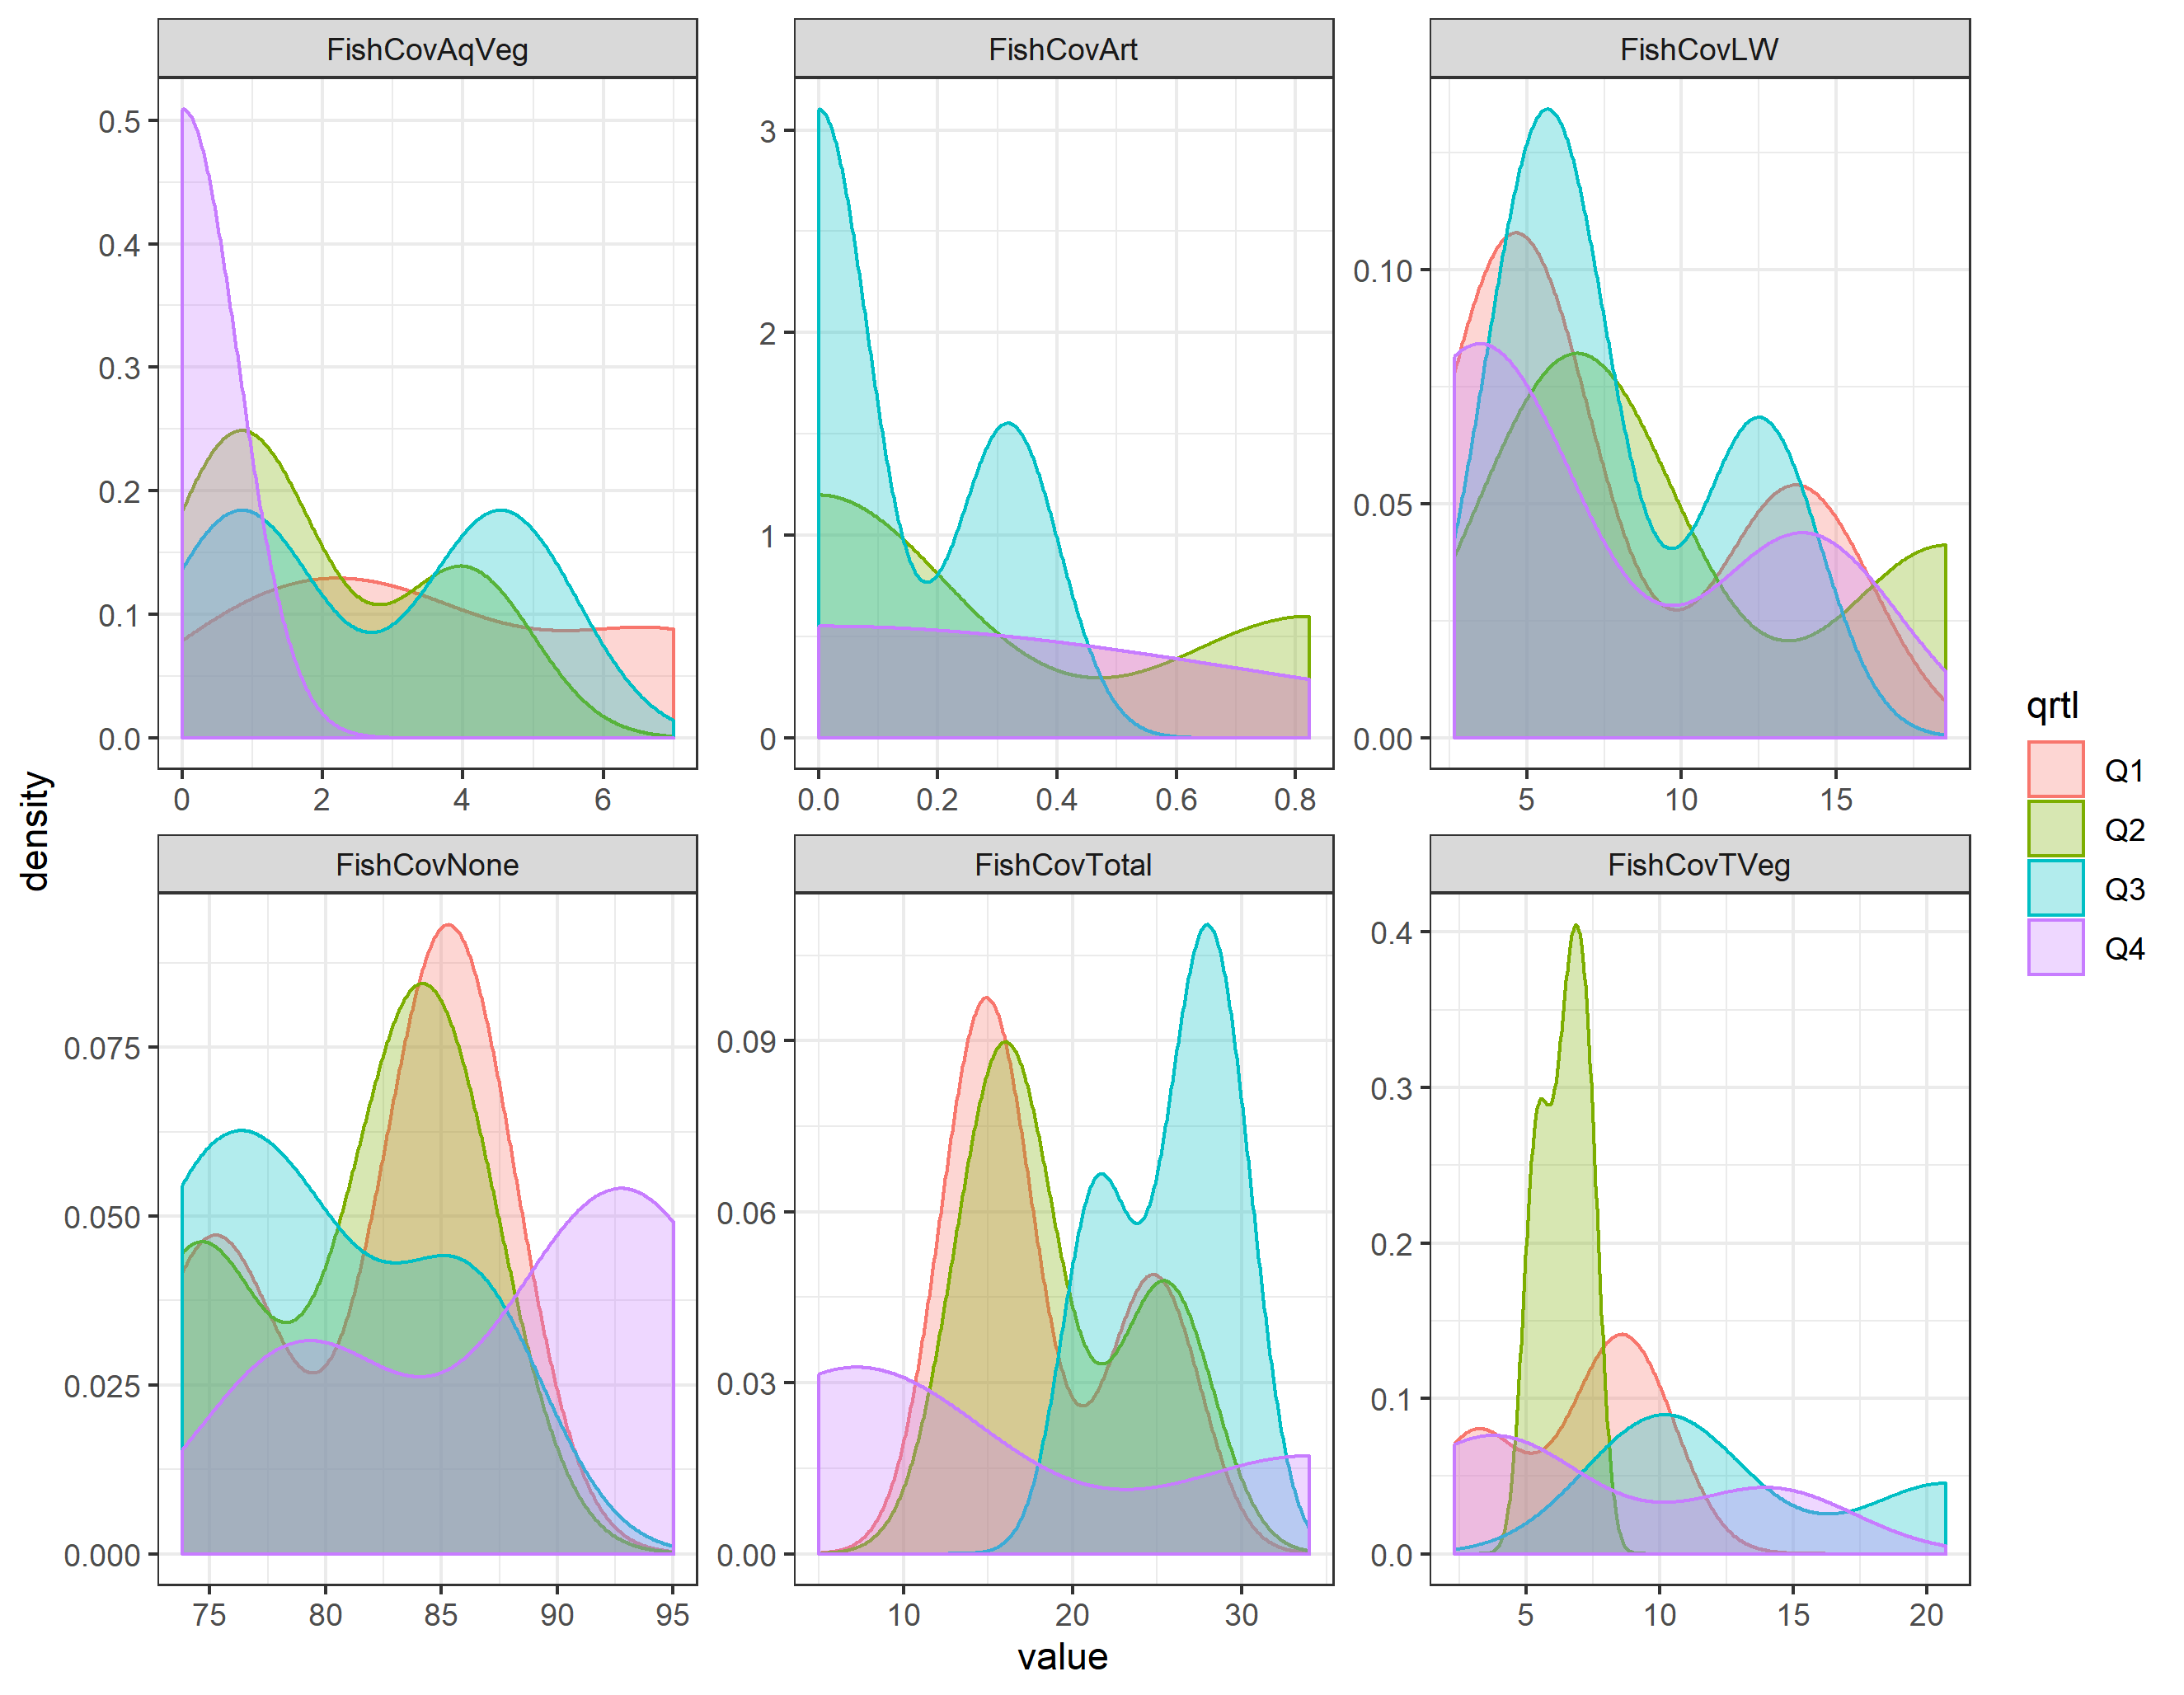 FishCovAqVeg FishCovArt FishCovLW
0.5
0.4
0.3
0.2
0.1
0.0
3
2
1
0
0.10
0.05
0.00
0 2 4 6
0.0 0.2 0.4 0.6 0.8
5 10 15
FishCovNone FishCovTotal FishCovTVeg
0.075
0.050
0.025
0.000
0.09
0.06
0.03
0.00
0.4
0.3
0.2
0.1
0.0
75 80 85 90 95
10 20 30
5 10 15 20
value
density
qrtl
Q1
Q2
Q3
Q4